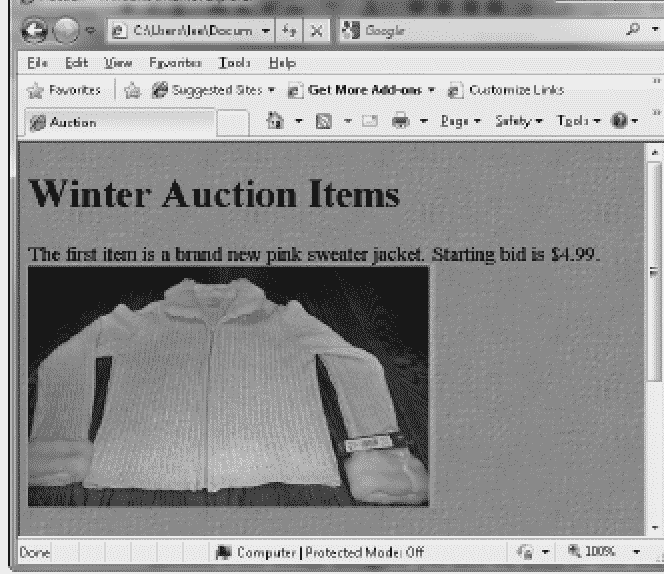 C:\Users\lee\Docum
Google
File Edit View Favorites Tools Help
Favorites Suggested Sites Get More Add-ons Customize Links
Auction Page Safety Tools
Winter Auction Items
The first item is a brand new pink sweater jacket. Starting bid is $4.99.
Done Computer | Protected Mode: Off 100%